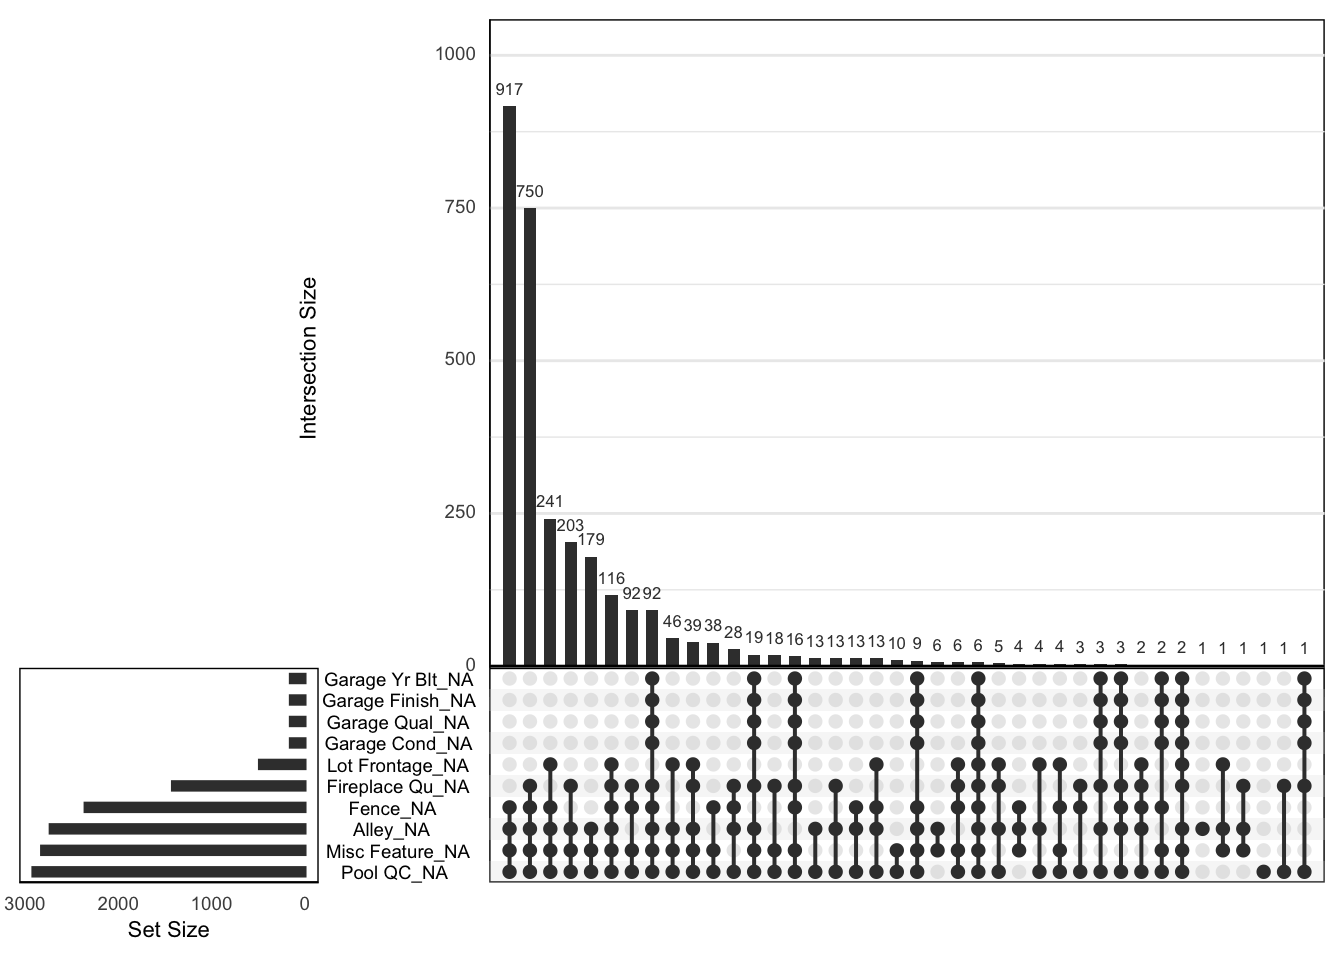 1000
917
750
750
Intersection Size
500
250
241
203
179
116
92 92
46 39 38 28 19 18 16 13 13 13 13 10 9 6 6 6 5 4 4 4 3 3 3 2 2 2 1 1 1 1 1 1
0
Garage Yr Blt_NA
Garage Finish_NA
Garage Qual_NA
Garage Cond_NA
Lot Frontage_NA
Fireplace Qu_NA
Fence_NA
Alley_NA
Misc Feature_NA
Pool QC_NA
3000 2000 1000 0
Set Size